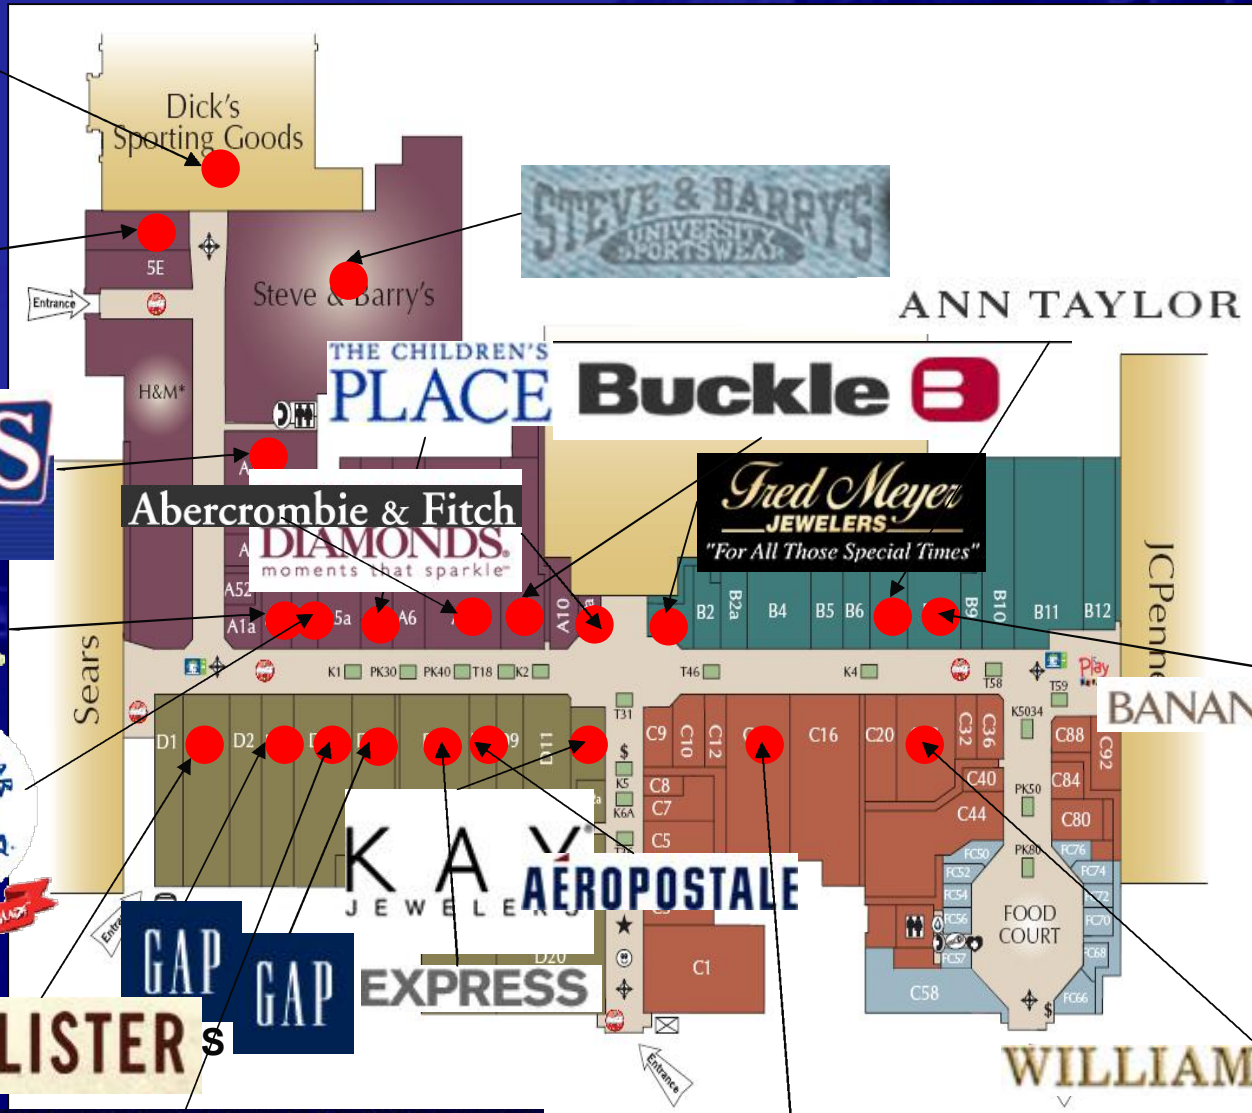 Dick's
Sporting Goods
STEVE & BARRY'S
UNIVERSITY
SPORTSWEAR
5E
Entrance
Steve & Barry's
ANN TAYLOR
THE CHILDREN'S
PLACE
Buckle B
H&M*
S
A
Fred Meyer
JEWELERS
"For All Those Special Times"
Abercrombie & Fitch
DIAMONDS.
moments that sparkle
JCPenne
A
A52
A1a
5a
A6
A10
a
B2
B2a
B4
B5
B6
B9
B10
B11
B12
Sears
K1
PK30
PK40
T18
K2
T46
K4
T58
T59
Play
BANAN
T31
K5034
D1
D2
D
D
D
D9
D11
$
K5
K6A
C9
C10
C12
C
C16
C20
C32
C36
C88
C92
C8
C7
C5
C40
C44
C84
C80
PK50
PK80
FC50
FC52
FC54
FC56
FC57
FC76
FC74
FC72
FC70
FC68
FC66
FOOD
COURT
C58
$
C1
D20
KAY
JEWELERS
AÉROPOSTALE
EXPRESS
GAP
GAP
LISTER s
WILLIAM
Entrance